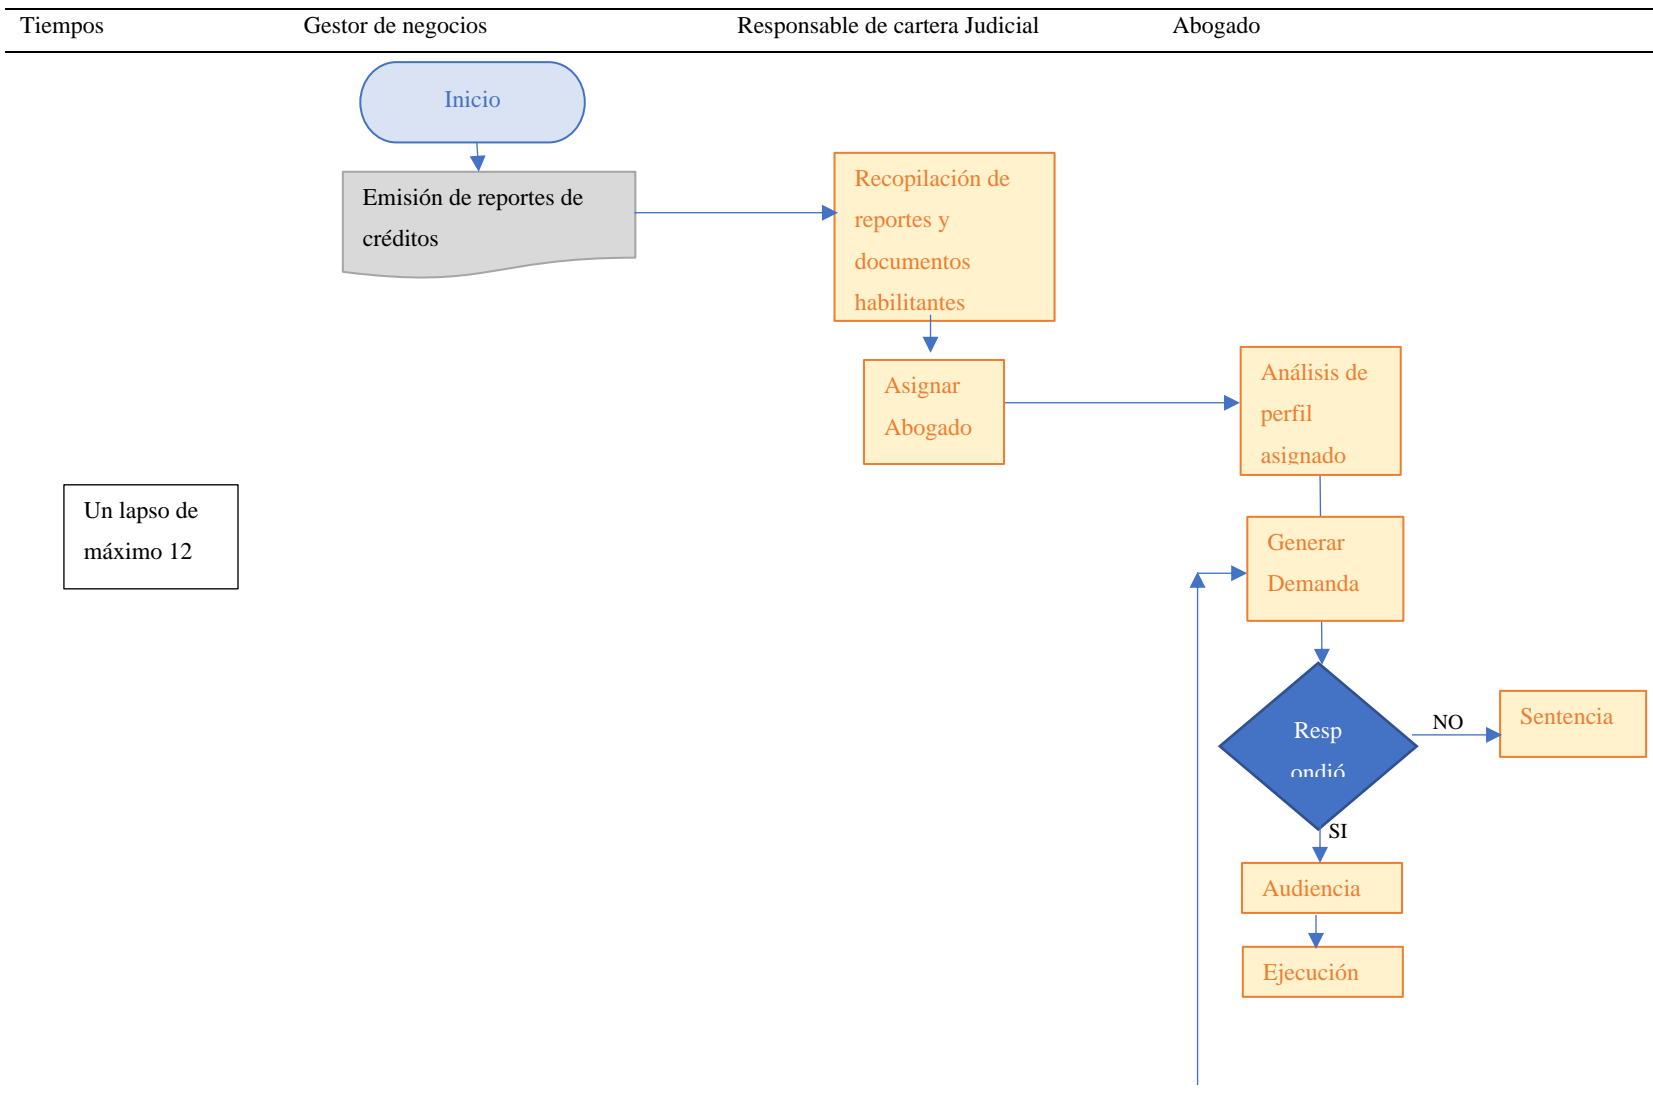 Tiempos
Gestor de negocios
Responsable de cartera Judicial
Abogado
Inicio
Emisión de reportes de
créditos
Recopilación de
reportes y
documentos
habilitantes
Asignar
Abogado
Análisis de
perfil
asignado
Un lapso de
máximo 12
Generar
Demanda
Resp
ondió
NO
Sentencia
SI
Audiencia
Ejecución